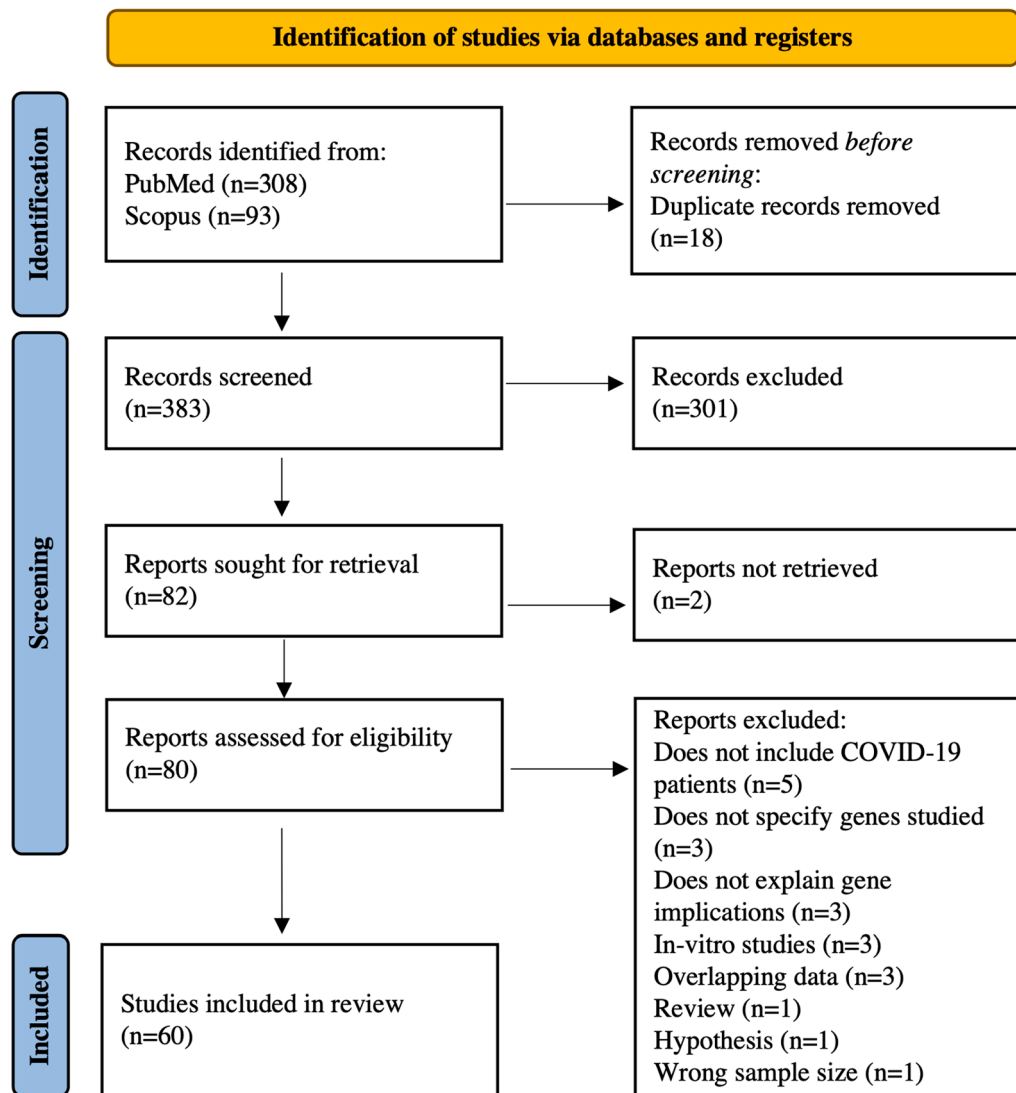 Identification of studies via databases and registers
Identification
Records identified from:
PubMed (n=308)
Scopus (n=93)
Records removed before
screening:
Duplicate records removed
(n=18)
Screening
Records screened
(n=383)
Records excluded
(n=301)
Reports sought for retrieval
(n=82)
Reports not retrieved
(n=2)
Reports assessed for eligibility
(n=80)
Reports excluded:
Does not include COVID-19
patients (n=5)
Does not specify genes studied
(n=3)
Does not explain gene
implications (n=3)
In-vitro studies (n=3)
Overlapping data (n=3)
Review (n=1)
Hypothesis (n=1)
Wrong sample size (n=1)
Included
Studies included in review
(n=60)